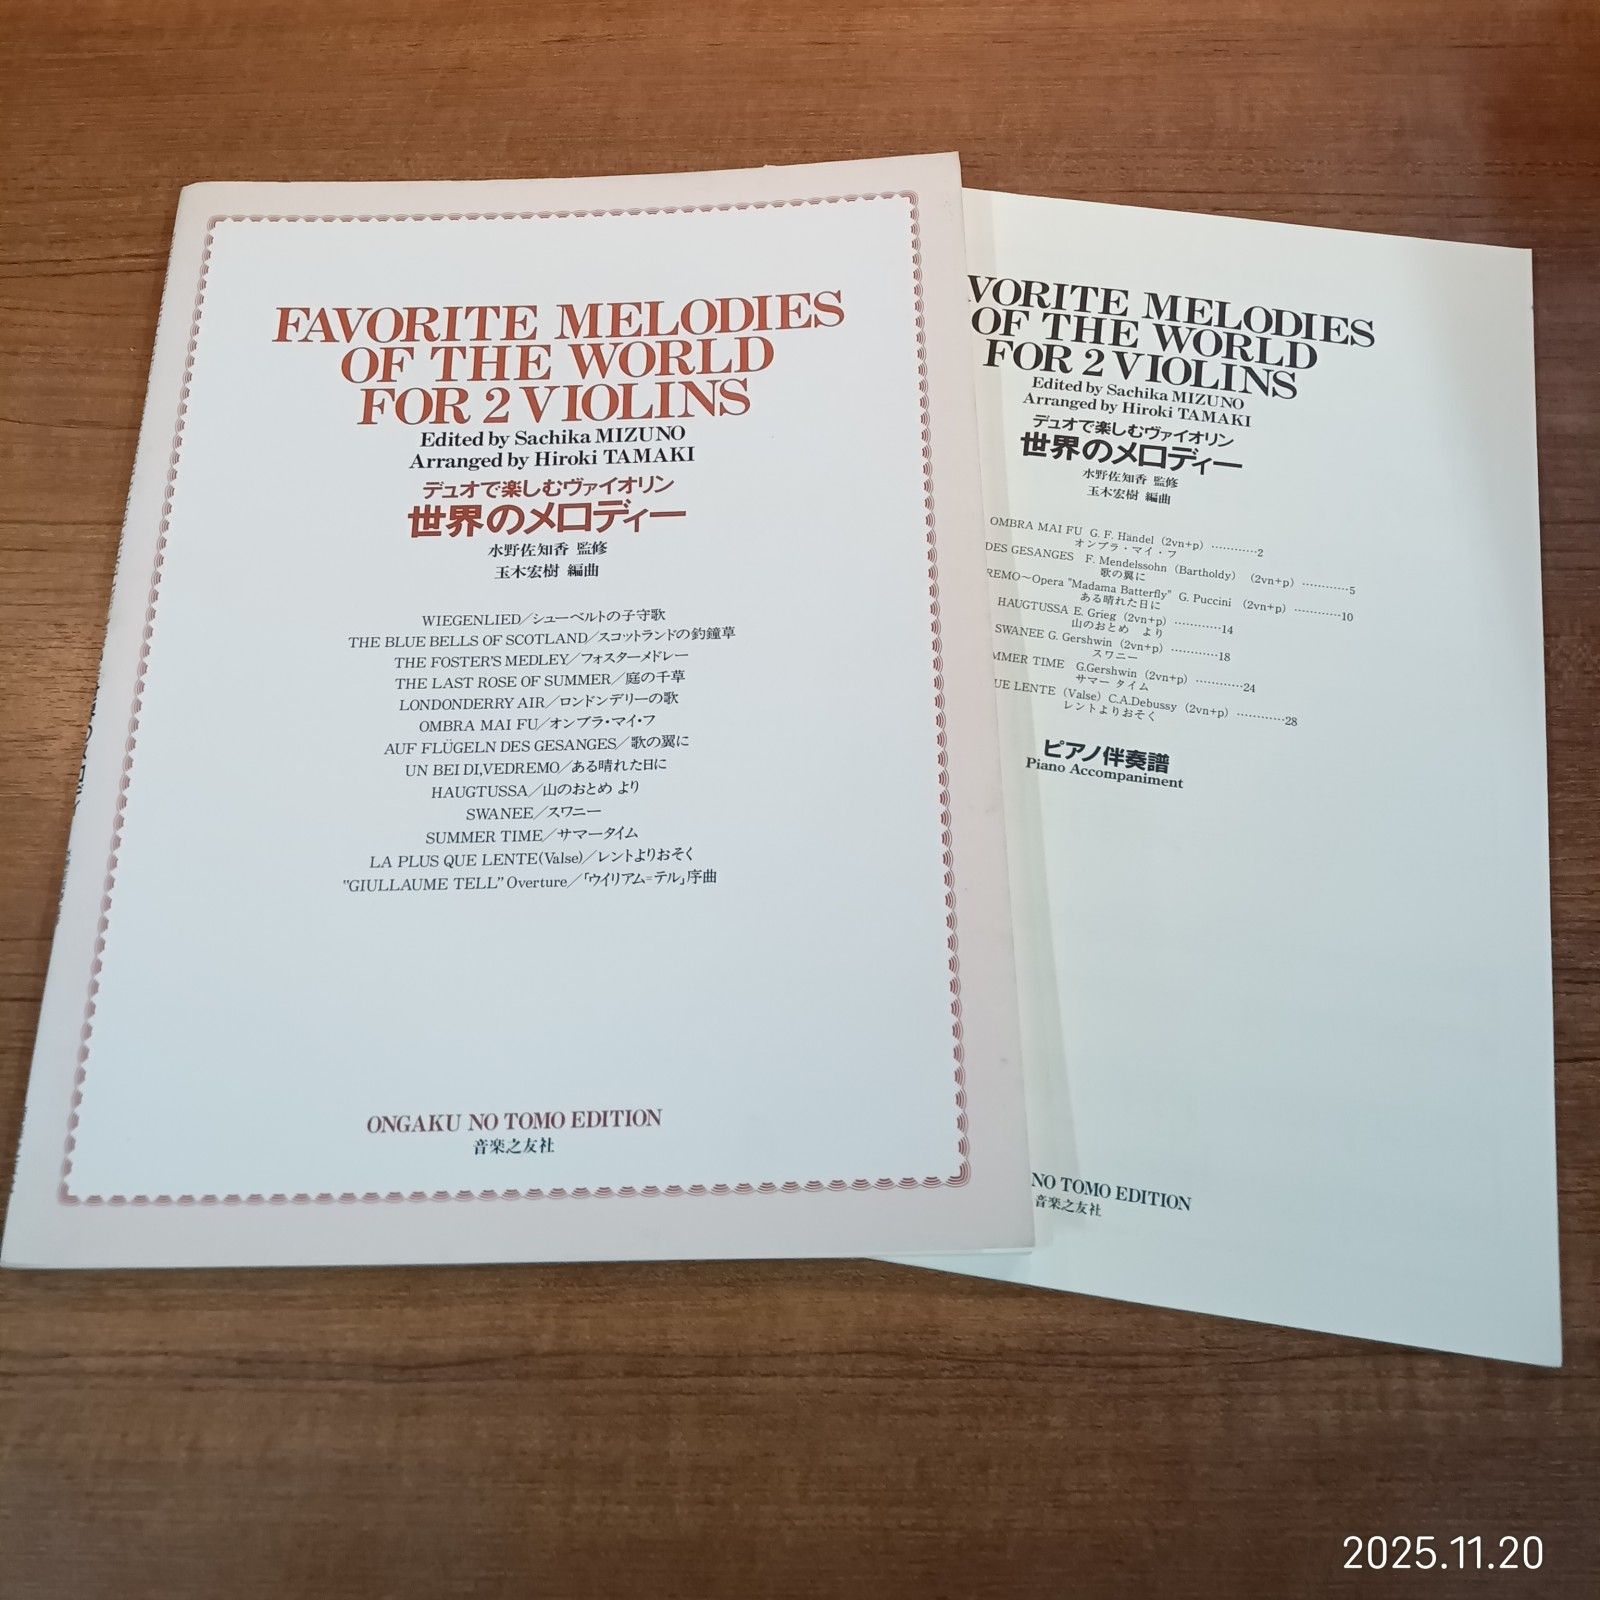 FAVORITE MELODIES
OF THE WORLD
FOR 2 VIOLINS
Edited by Sachika MIZUNO
Arranged by Hiroki TAMAKI
デュオで楽しむヴァイオリン
世界のメロディー
水野佐知香 監修
玉木宏樹 編曲
WIEGENLIED／シューベルトの子守歌
THE BLUE BELLS OF SCOTLAND／スコットランドの釣鐘草
THE FOSTER'S MEDLEY／フォスターメドレー
THE LAST ROSE OF SUMMER／庭の千草
LONDONDERRY AIR／ロンドンデリーの歌
OMBRA MAI FU／オンブラ・マイ・フ
AUF FLÜGELN DES GESANGES／歌の翼に
UN BEI DI,VEDREMO／ある晴れた日に
HAUGTUSSA／山のおとめ より
SWANEE／スワニー
SUMMER TIME／サマータイム
LA PLUS QUE LENTE(Valse)／レントよりおそく
"GIULLAUME TELL" Overture／「ウイリアム=テル」序曲
ONGAKU NO TOMO EDITION
音楽之友社
VORITE MELODIES
OF THE WORLD
FOR 2 VIOLINS
Edited by Sachika MIZUNO
Arranged by Hiroki TAMAKI
デュオで楽しむヴァイオリン
世界のメロディー
水野佐知香 監修
玉木宏樹 編曲
OMBRA MAI FU G. F. Händel (2vn+p) …………2
オンブラ・マイ・フ
DES GESANGES F. Mendelssohn (Bartholdy) (2vn+p) …………5
歌の翼に
REMO～Opera "Madama Batterfly" G. Puccini (2vn+p) …………10
ある晴れた日に
HAUGTUSSA E. Grieg (2vn+p) …………14
山のおとめ より
SWANEE G. Gershwin (2vn+p) …………18
スワニー
MMER TIME G.Gershwin (2vn+p) …………24
サマー タイム
UE LENTE (Valse) C.A.Debussy (2vn+p) …………28
レントよりおそく
ピアノ伴奏譜
Piano Accompaniment
NO TOMO EDITION
音楽之友社
2025.11.20